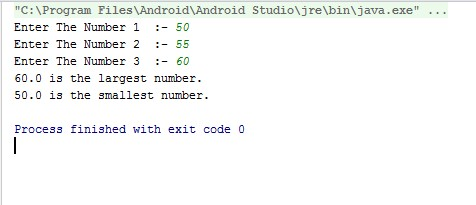 "C:\Program Files\Android\Android Studio\jre\bin\java.exe" ...
Enter The Number 1  :- 50
Enter The Number 2  :- 55
Enter The Number 3  :- 60
60.0 is the largest number.
50.0 is the smallest number.
Process finished with exit code 0